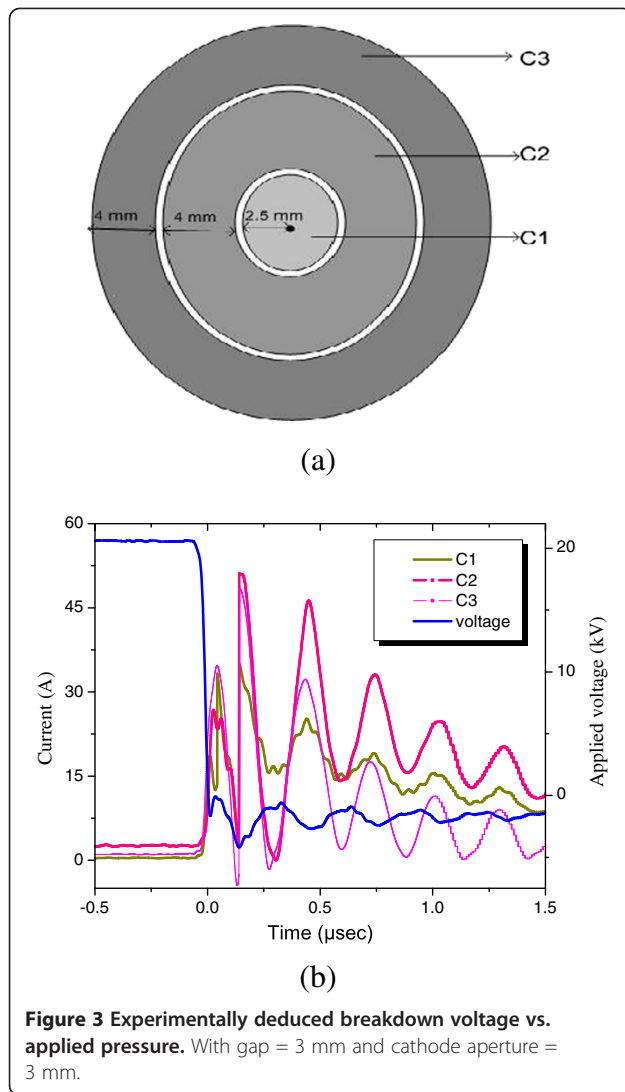 C3
C2
4 mm 4 mm 2.5 mm
C1
(a)
60
45
30
15
0
Current (A)
C1
C2
C3
voltage
20
10
0
Applied voltage (kV)
-0.5 0.0 0.5 1.0 1.5
Time (µsec)
(b)
Figure 3 Experimentally deduced breakdown voltage vs.
applied pressure. With gap = 3 mm and cathode aperture =
3 mm.